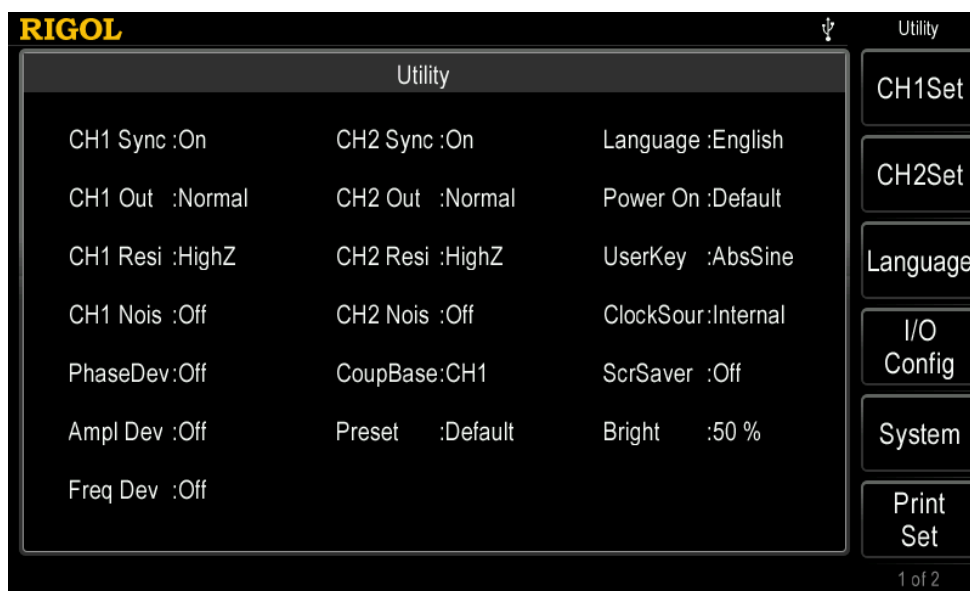 RIGOL
Utility
Utility
CH1 Sync :On
CH2 Sync :On
Language :English
CH1 Out :Normal
CH2 Out :Normal
Power On :Default
CH1 Resi :HighZ
CH2 Resi :HighZ
UserKey :AbsSine
CH1 Nois :Off
CH2 Nois :Off
ClockSour:Internal
PhaseDev:Off
CoupBase:CH1
ScrSaver :Off
Ampl Dev :Off
Preset :Default
Bright :50 %
Freq Dev :Off
CH1Set
CH2Set
Language
I/O
Config
System
Print
Set
1 of 2